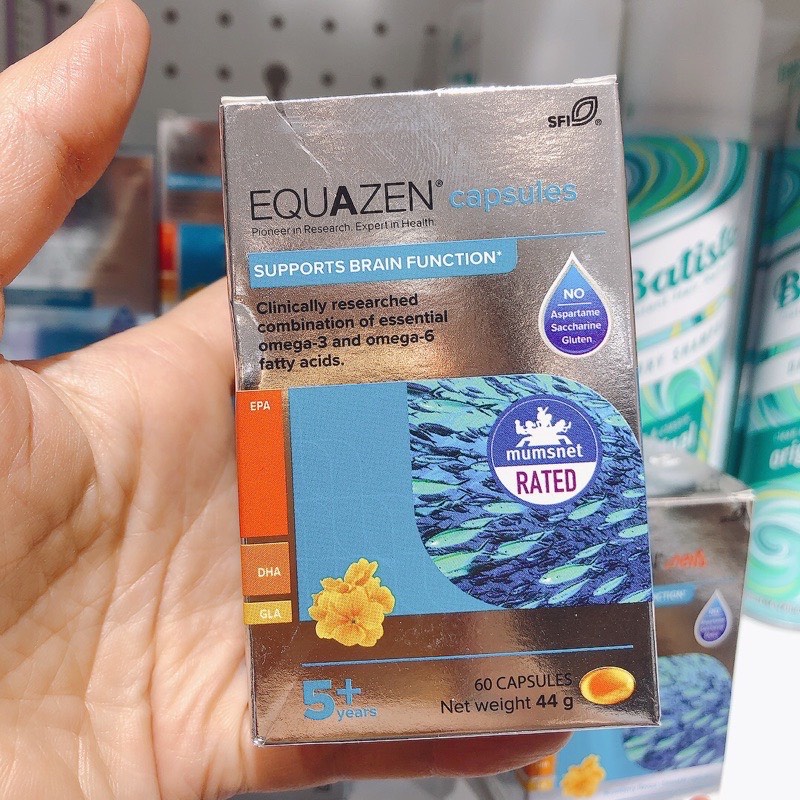 SFI®
EQUAZEN® capsules
Pioneer in Research. Expert in Health.
SUPPORTS BRAIN FUNCTION*
Clinically researched
combination of essential
omega-3 and omega-6
fatty acids.
NO
Aspartame
Saccharine
Gluten
EPA
DHA
GLA
mumsnet
RATED
5+
years
60 CAPSULES
Net weight 44 g
Batiste